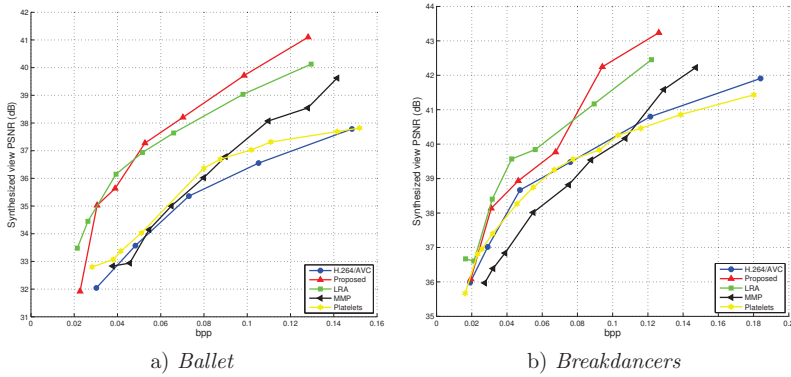 42
41
40
39
38
37
36
35
34
33
32
31
Synthesized view PSNR (dB)
0 0.02 0.04 0.06 0.08 0.1 0.12 0.14 0.16
bpp
H.264/AVC
Proposed
LRA
MMP
Platelets
a) Ballet
44
43
42
41
40
39
38
37
36
35
Synthesized view PSNR (dB)
0 0.02 0.04 0.06 0.08 0.1 0.12 0.14 0.16 0.18 0.2
bpp
H.264/AVC
Proposed
LRA
MMP
Platelets
b) Breakdancers